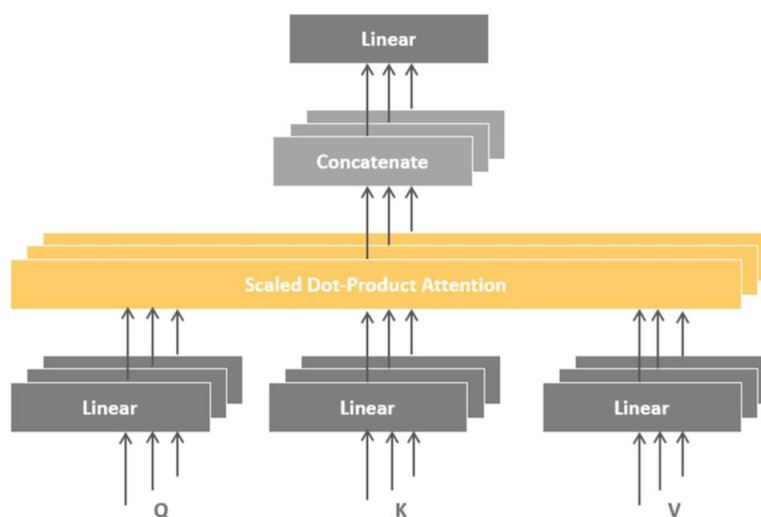 Linear
Concatenate
Scaled Dot-Product Attention
Linear Linear Linear
Q K V